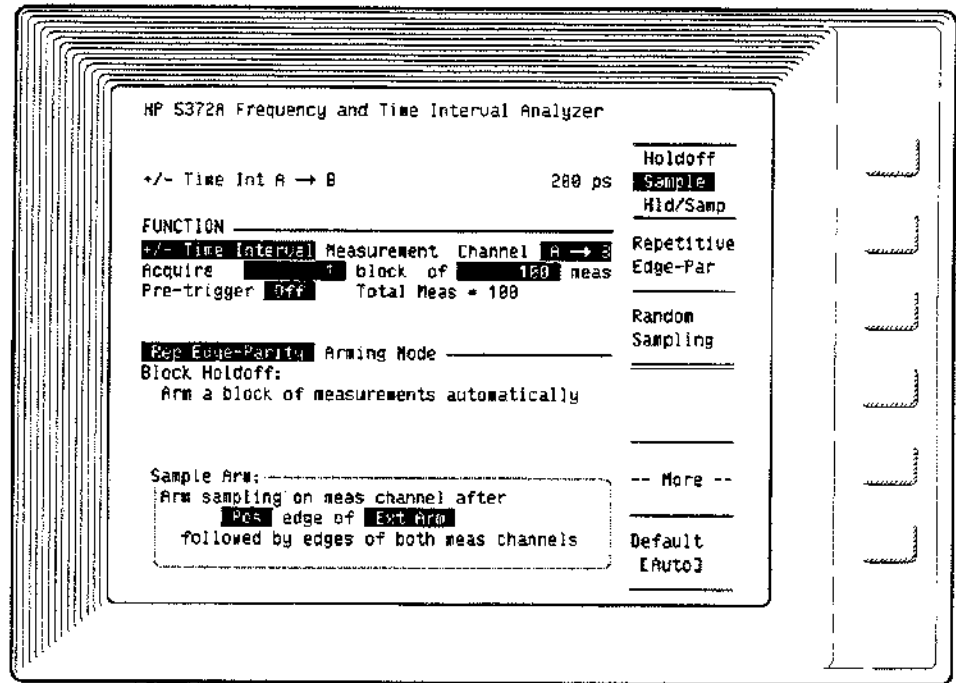 HP 5372A Frequency and Time Interval Analyzer
+/- Time Int A → B 200 ps
FUNCTION
+/- Time Interval Measurement Channel A → B
Acquire 1 block of 100 meas
Pre-trigger Off Total Meas = 100
Rep Edge-Parity Arming Mode
Block Holdoff:
Arm a block of measurements automatically
Sample Arm:
Arm sampling on meas channel after
Pos edge of Ext Arm
followed by edges of both meas channels
Holdoff
Sample
Hld/Samp
Repetitive
Edge-Par
Random
Sampling
-- More --
Default
[Auto]